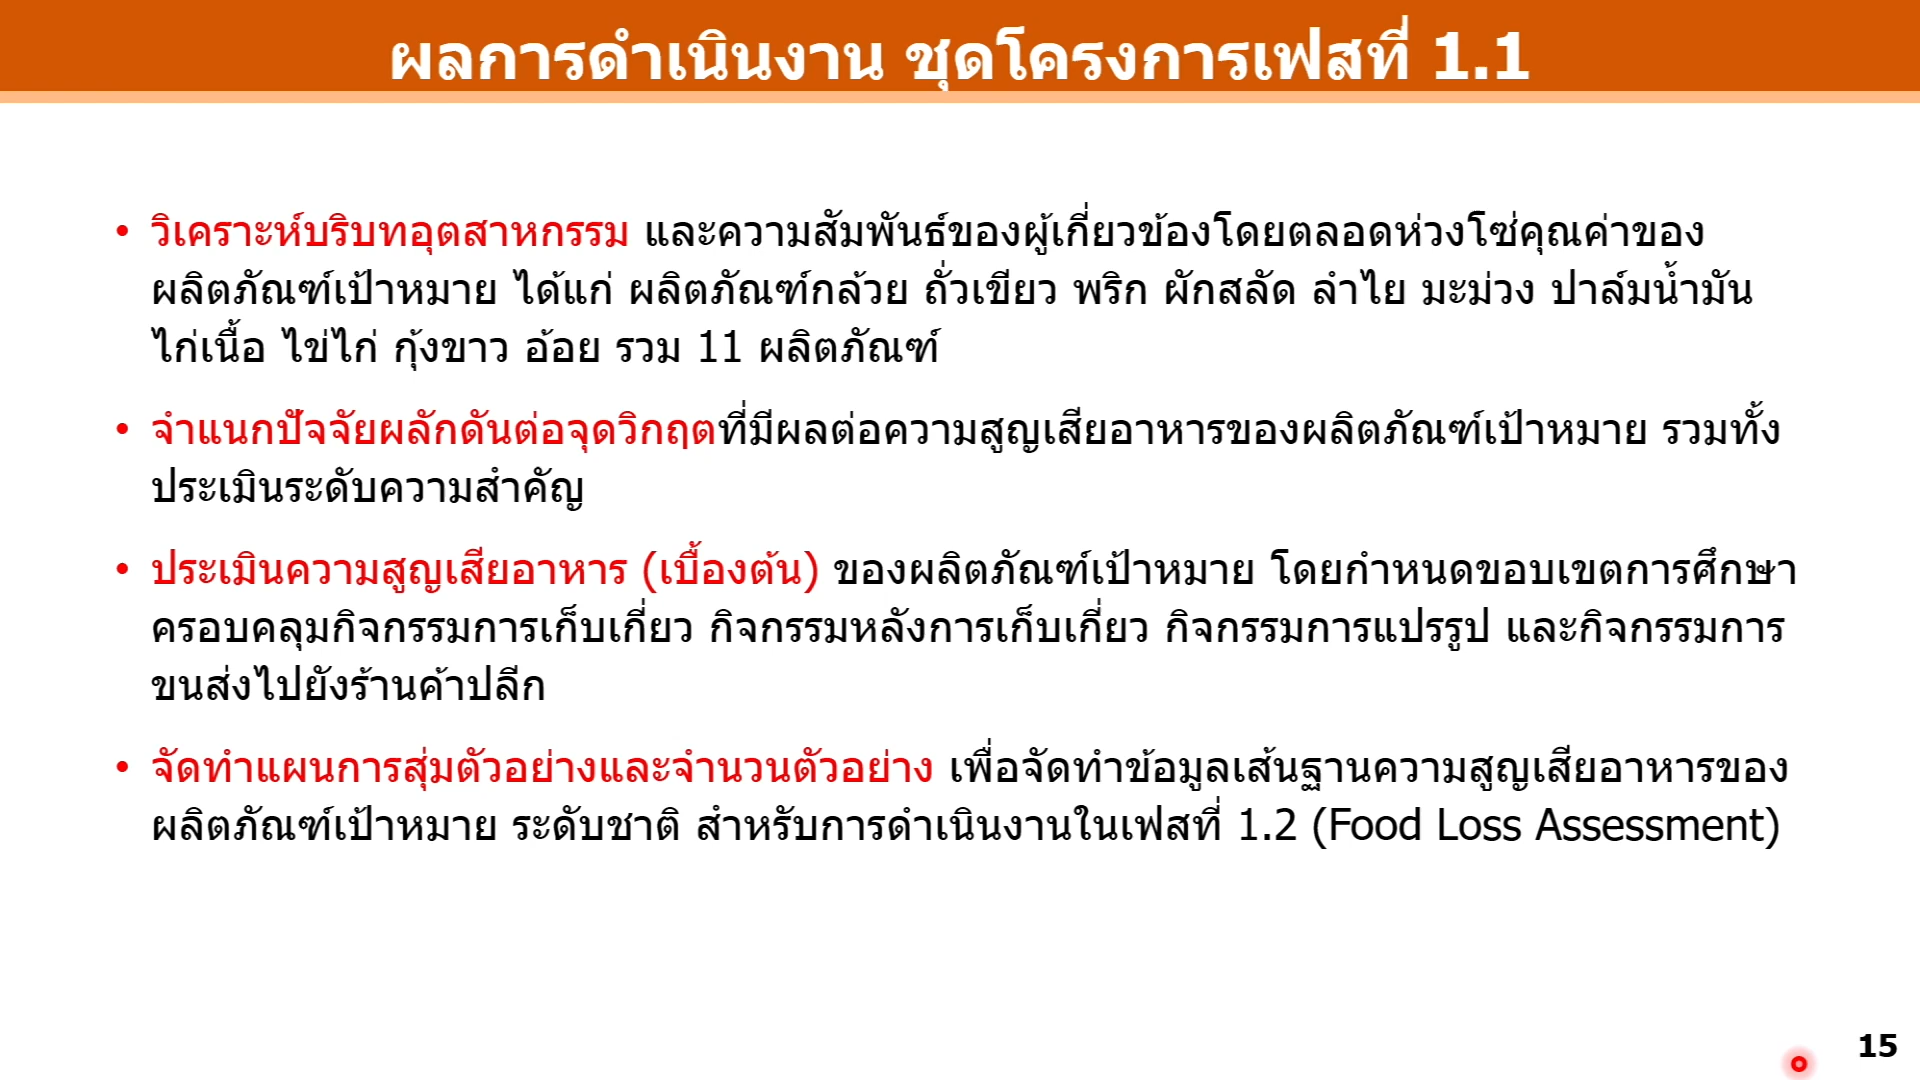 ผลการดำเนินงาน ชุดโครงการเฟสที่ 1.1
• วิเคราะห์บริบทอุตสาหกรรม และความสัมพันธ์ของผู้เกี่ยวข้องโดยตลอดห่วงโซ่คุณค่าของ
ผลิตภัณฑ์เป้าหมาย ได้แก่ ผลิตภัณฑ์กล้วย ถั่วเขียว พริก ผักสลัด ลำไย มะม่วง ปาล์มน้ำมัน
ไก่เนื้อ ไข่ไก่ กุ้งขาว อ้อย รวม 11 ผลิตภัณฑ์
• จำแนกปัจจัยผลักดันต่อจุดวิกฤตที่มีผลต่อความสูญเสียอาหารของผลิตภัณฑ์เป้าหมาย รวมทั้ง
ประเมินระดับความสำคัญ
• ประเมินความสูญเสียอาหาร (เบื้องต้น) ของผลิตภัณฑ์เป้าหมาย โดยกำหนดขอบเขตการศึกษา
ครอบคลุมกิจกรรมการเก็บเกี่ยว กิจกรรมหลังการเก็บเกี่ยว กิจกรรมการแปรรูป และกิจกรรมการ
ขนส่งไปยังร้านค้าปลีก
• จัดทำแผนการสุ่มตัวอย่างและจำนวนตัวอย่าง เพื่อจัดทำข้อมูลเส้นฐานความสูญเสียอาหารของ
ผลิตภัณฑ์เป้าหมาย ระดับชาติ สำหรับการดำเนินงานในเฟสที่ 1.2 (Food Loss Assessment)
15